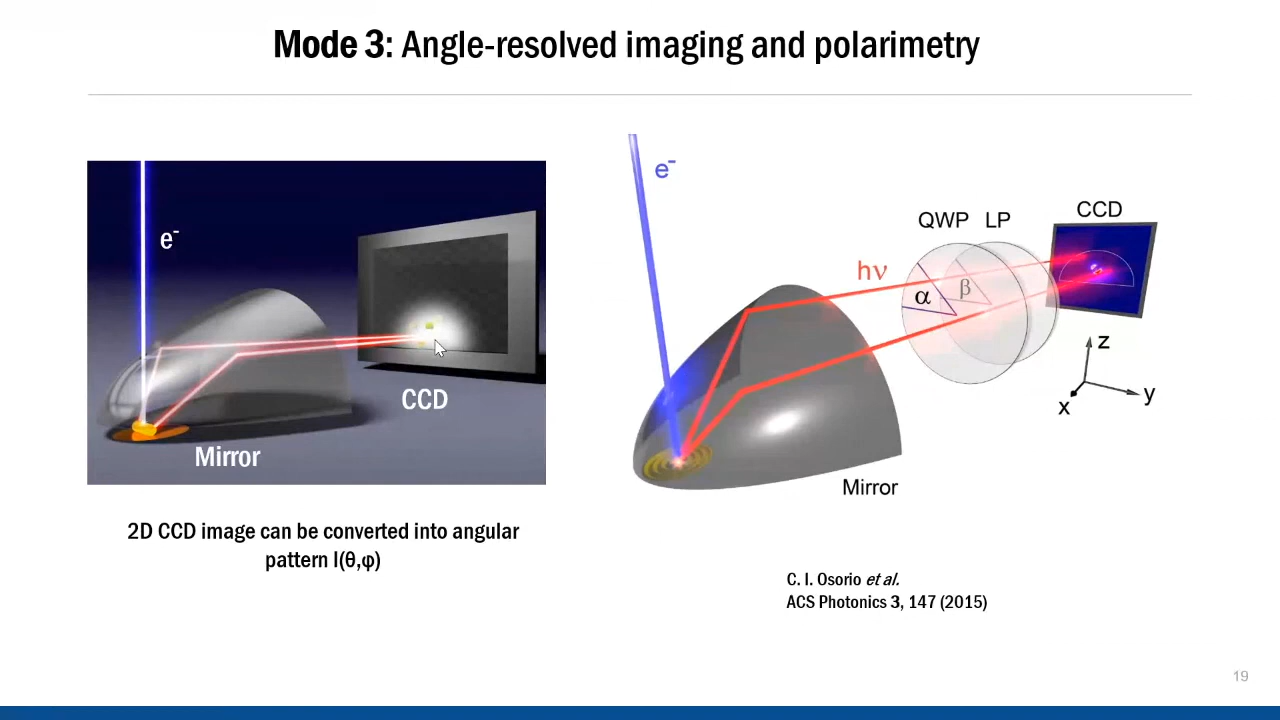 Mode 3: Angle-resolved imaging and polarimetry
e-
CCD
Mirror
2D CCD image can be converted into angular
pattern I(θ,φ)
e-
QWP LP CCD
hν
α β
z
x y
Mirror
C. I. Osorio et al.
ACS Photonics 3, 147 (2015)
19